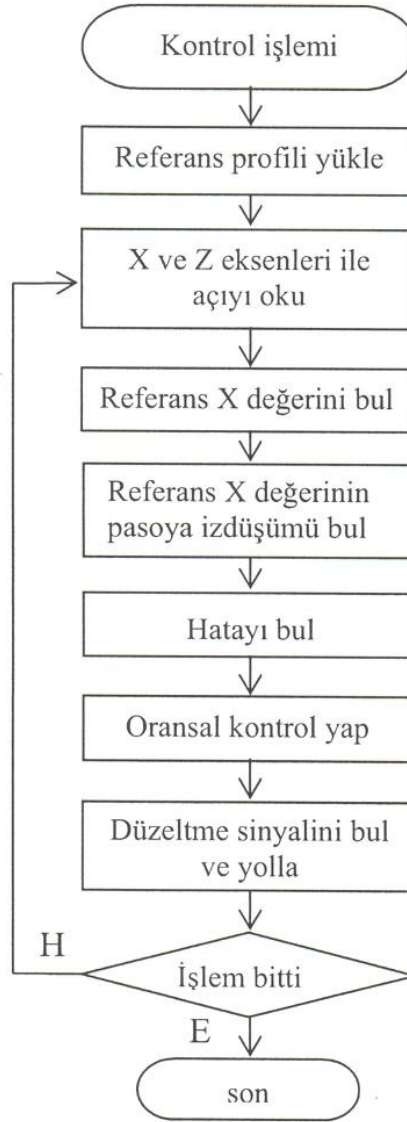 Kontrol işlemi
Referans profili yükle
X ve Z eksenleri ile
açıyı oku
Referans X değerini bul
Referans X değerinin
pasoya izdüşümü bul
Hatayı bul
Oransal kontrol yap
Düzeltme sinyalini bul
ve yolla
H
İşlem bitti
E
son